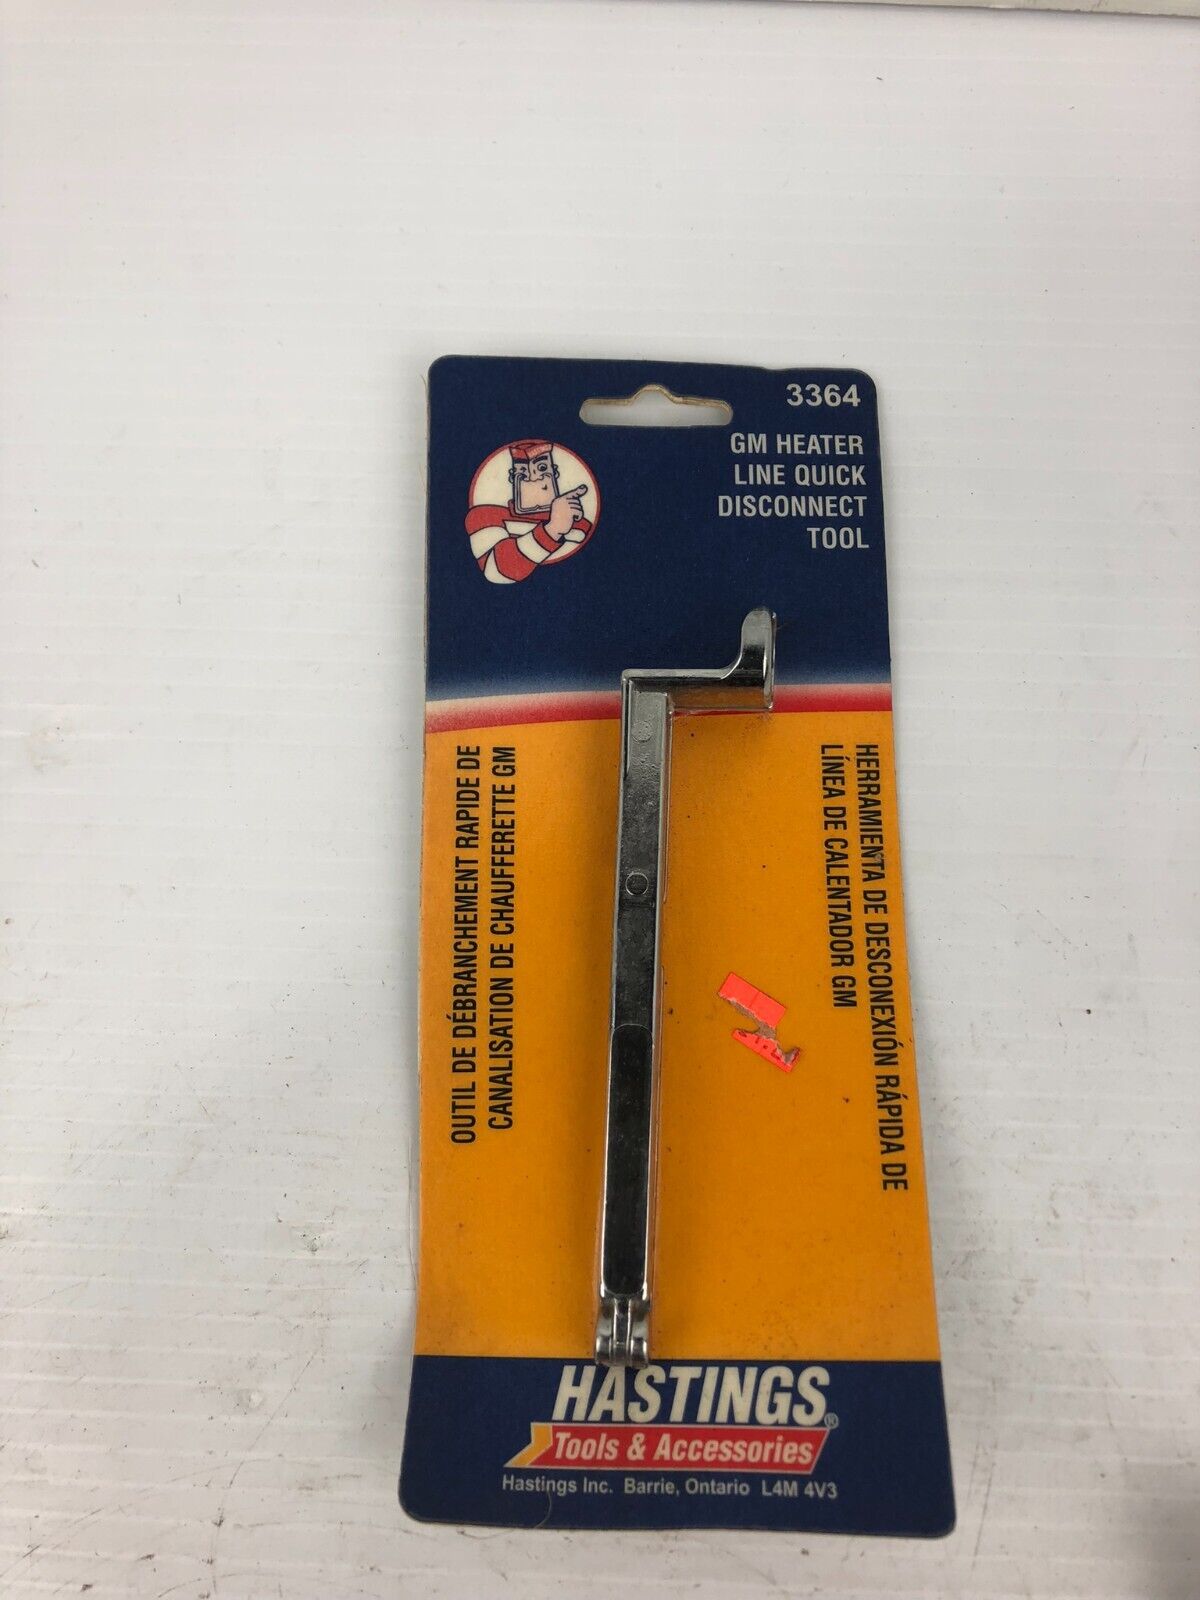 3364
GM HEATER
LINE QUICK
DISCONNECT
TOOL
OUTIL DE DÉBRANCHEMENT RAPIDE DE
CANALISATION DE CHAUFFERETTE GM
HERRAMIENTA DE DESCONEXIÓN RÁPIDA DE
LÍNEA DE CALENTADOR GM
HASTINGS®
Tools & Accessories
Hastings Inc. Barrie, Ontario L4M 4V3